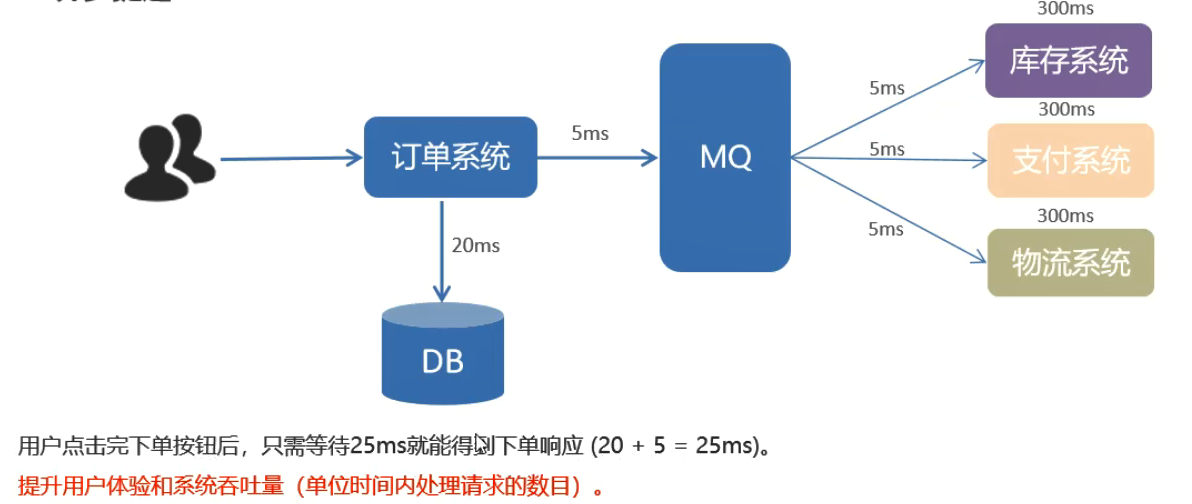 300ms
库存系统
5ms
300ms
订单系统
5ms
MQ
5ms
支付系统
300ms
5ms
物流系统
20ms
DB
用户点击完下单按钮后，只需等待25ms就能得到下单响应 (20 + 5 = 25ms)。
提升用户体验和系统吞吐量（单位时间内处理请求的数目）。